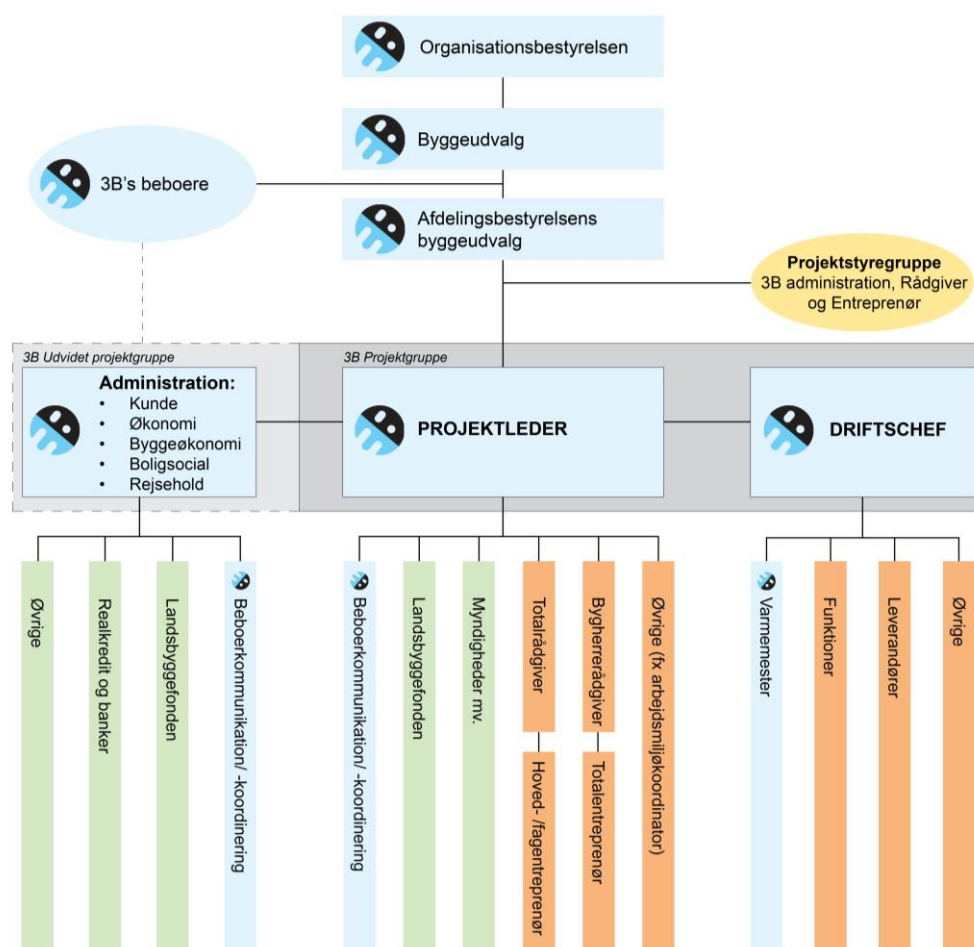 Organisationsbestyrelsen
Byggeudvalg
3B's beboere
Afdelingsbestyrelsens
byggeudvalg
Projektstyregruppe
3B administration, Rådgiver
og Entreprenør
3B Udvidet projektgruppe
3B Projektgruppe
Administration:
• Kunde
• Økonomi
• Byggeøkonomi
• Boligsocial
• Rejsehold
PROJEKTLEDER
DRIFTSCHEF
Øvrige
Realkredit og banker
Landsbyggefonden
Beboerkommunikation/ -koordinering
Beboerkommunikation/ -koordinering
Landsbyggefonden
Myndigheder mv.
Totalrådgiver
Hoved- /fagentreprenør
Bygherrerådgiver
Totalentreprenør
Øvrige (fx arbejdsmiljøkoordinator)
Varmemester
Funktioner
Leverandører
Øvrige